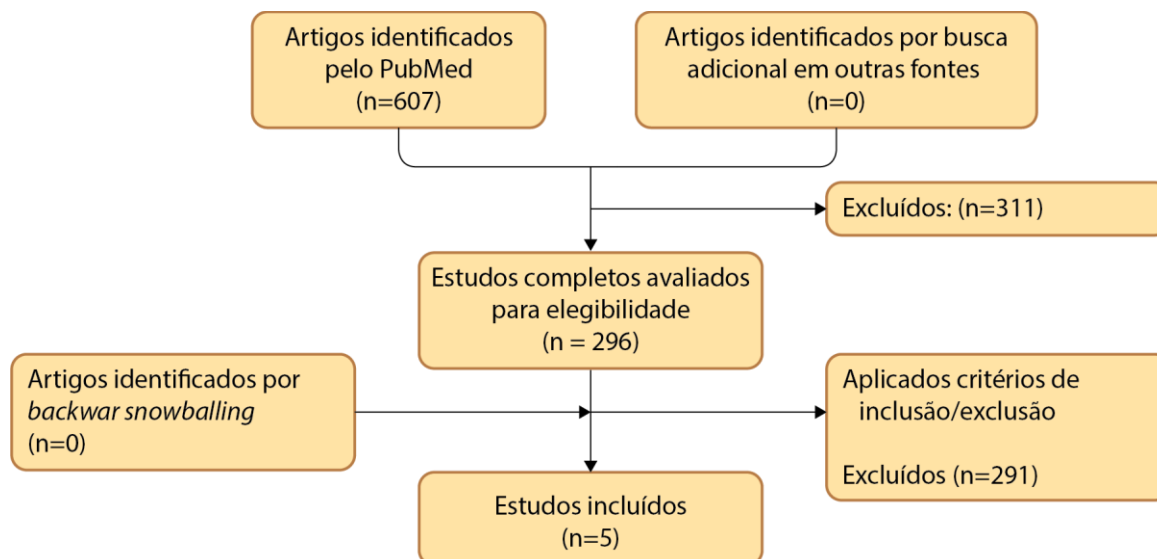 Artigos identificados
pelo PubMed
(n=607)
Artigos identificados por busca
adicional em outras fontes
(n=0)
Excluídos: (n=311)
Estudos completos avaliados
para elegibilidade
(n = 296)
Artigos identificados por
backwar snowballing
(n=0)
Aplicados critérios de
inclusão/exclusão
Excluídos (n=291)
Estudos incluídos
(n=5)